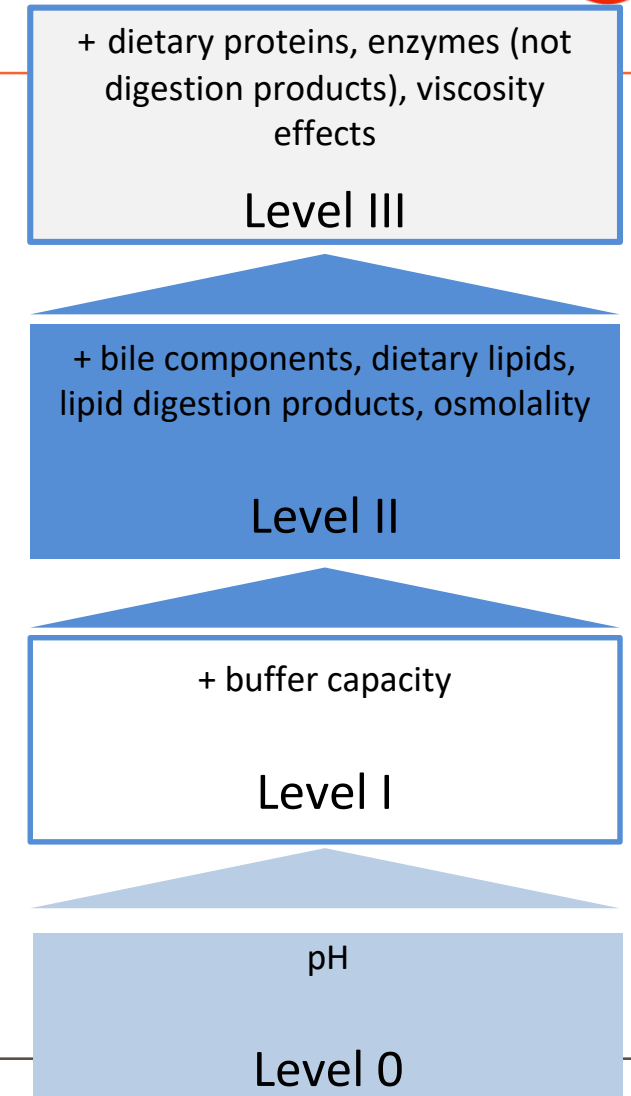 + dietary proteins, enzymes (not
digestion products), viscosity
effects
Level III
+ bile components, dietary lipids,
lipid digestion products, osmolality
Level II
+ buffer capacity
Level I
pH
Level 0